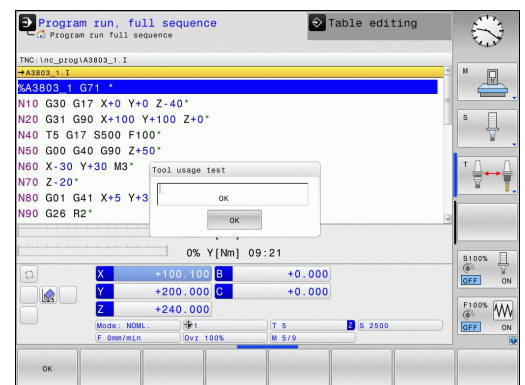 Program run, full sequence
Table editing
Program run full sequence
TNC:\nc_prog\A3803_1.I
→A3803_1.I
%A3803_1 G71 *
N10 G30 G17 X+0 Y+0 Z-40*
N20 G31 G90 X+100 Y+100 Z+0*
N40 T5 G17 S500 F100*
N50 G00 G40 G90 Z+50*
N60 X-30 Y+30 M3*
N70 Z-20*
N80 G01 G41 X+5 Y+3
N90 G26 R2*
Tool usage test
OK
OK
0% Y[Nm] 09:21
X +100.100 B +0.000
Y +200.000 C +0.000
Z +240.000
Mode: NOML. 1 T 5 Z S 2500
F 0mm/min Ovr 100% M 5/9
M
S
T
S100%
OFF ON
F100%
OFF ON
OK